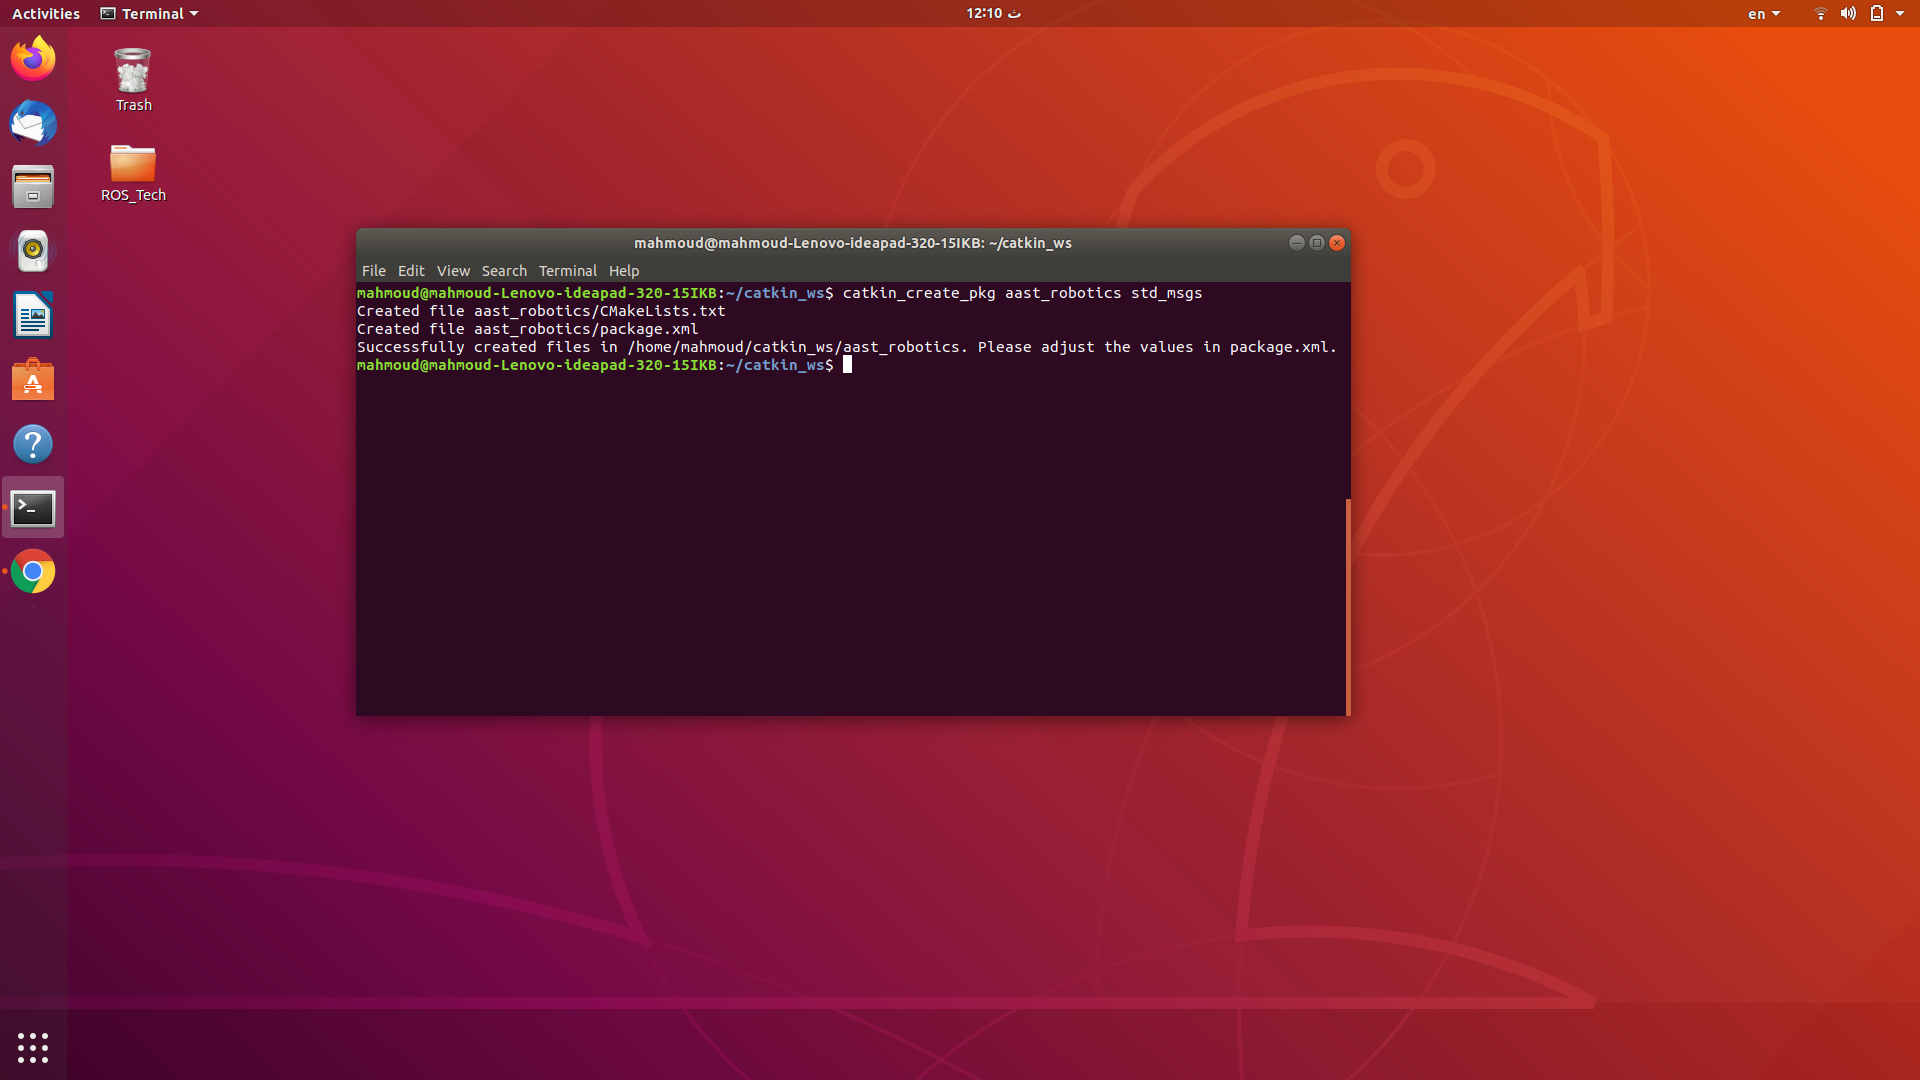 Activities
Terminal
12:10 ث
en
Trash
ROS_Tech
mahmoud@mahmoud-Lenovo-ideapad-320-15IKB: ~/catkin_ws
File Edit View Search Terminal Help
mahmoud@mahmoud-Lenovo-ideapad-320-15IKB:~/catkin_ws$ catkin_create_pkg aast_robotics std_msgs
Created file aast_robotics/CMakeLists.txt
Created file aast_robotics/package.xml
Successfully created files in /home/mahmoud/catkin_ws/aast_robotics. Please adjust the values in package.xml.
mahmoud@mahmoud-Lenovo-ideapad-320-15IKB:~/catkin_ws$